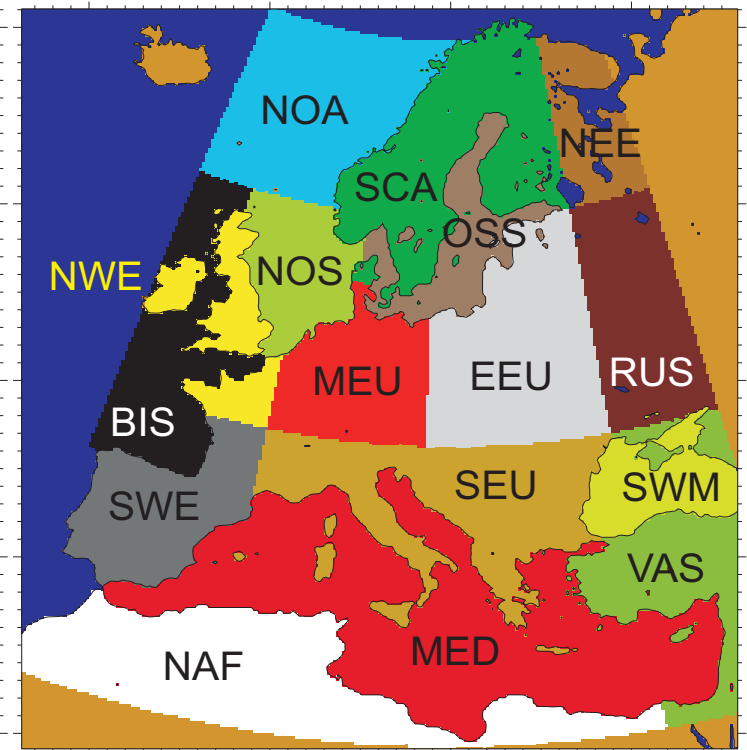 NOA
NEE
SCA
OSS
NWE
NOS
MEU
EEU
RUS
BIS
SWE
SEU
SWM
VAS
MED
NAF